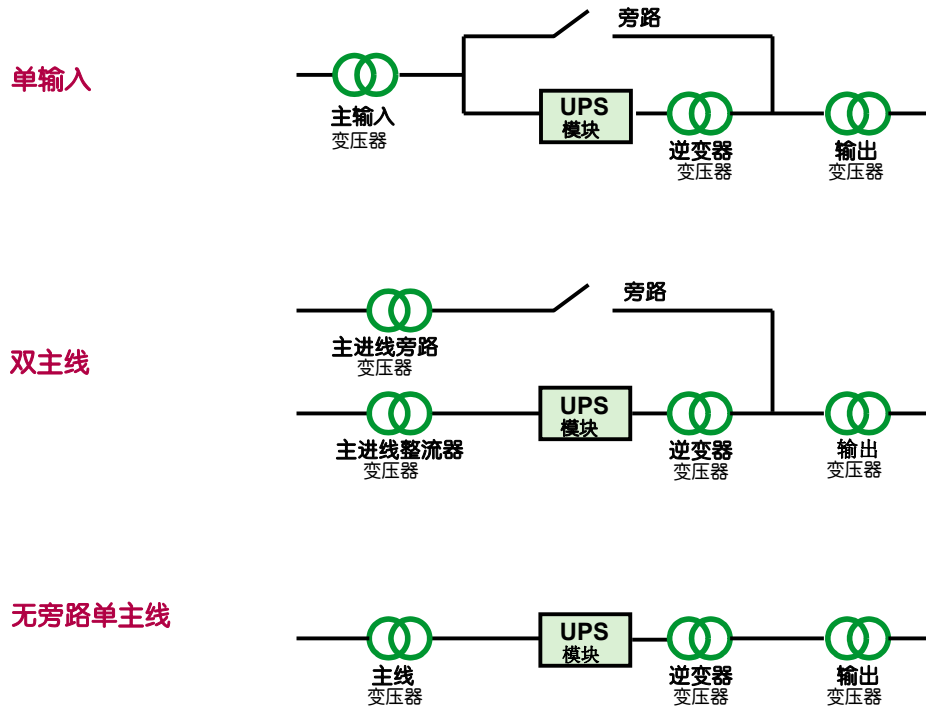 旁路
单输入
主输入
变压器
UPS
模块
逆变器
变压器
输出
变压器
旁路
双主线
主进线旁路
变压器
UPS
模块
主进线整流器
变压器
逆变器
变压器
输出
变压器
无旁路单主线
UPS
模块
主线
变压器
逆变器
变压器
输出
变压器